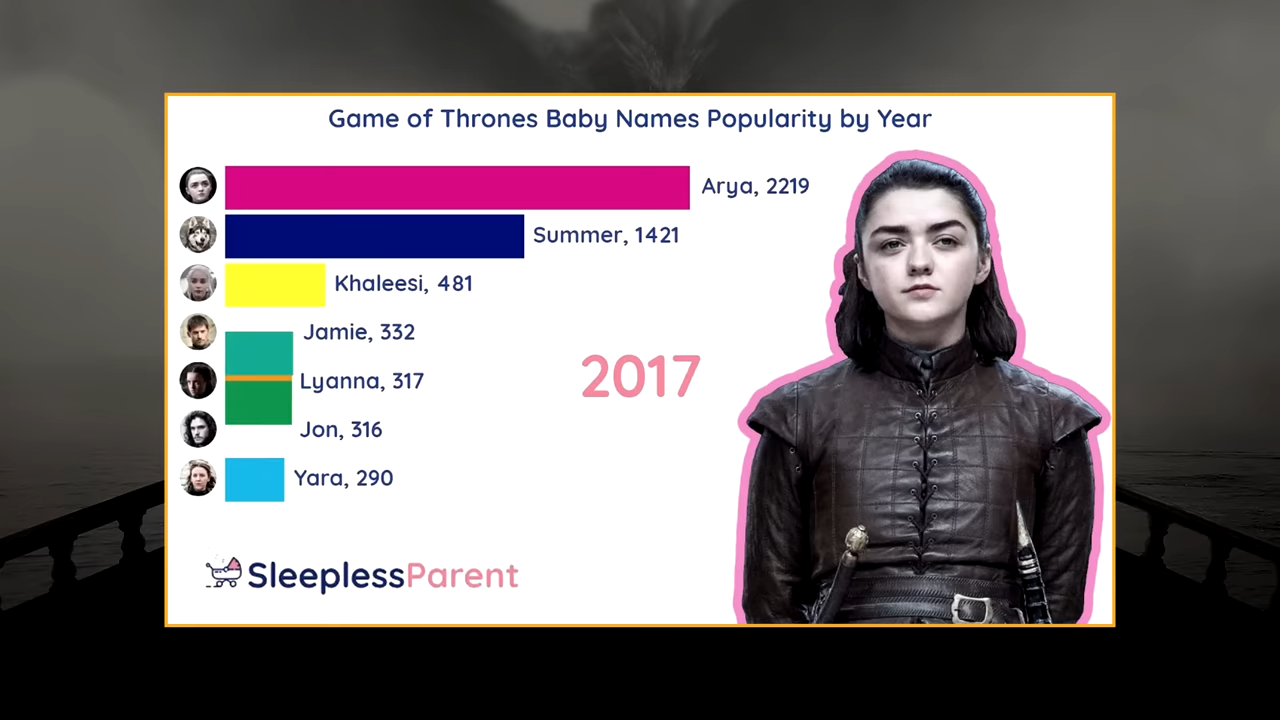 Game of Thrones Baby Names Popularity by Year
Arya, 2219
Summer, 1421
Khaleesi, 481
Jamie, 332
Lyanna, 317
Jon, 316
Yara, 290
2017
SleeplessParent